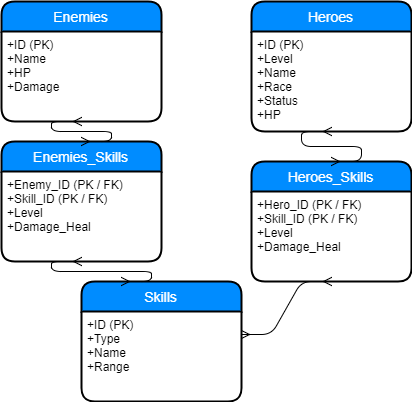 Enemies
+ID (PK)
+Name
+HP
+Damage
Heroes
+ID (PK)
+Level
+Name
+Race
+Status
+HP
Enemies_Skills
+Enemy_ID (PK / FK)
+Skill_ID (PK / FK)
+Level
+Damage_Heal
Heroes_Skills
+Hero_ID (PK / FK)
+Skill_ID (PK / FK)
+Level
+Damage_Heal
Skills
+ID (PK)
+Type
+Name
+Range